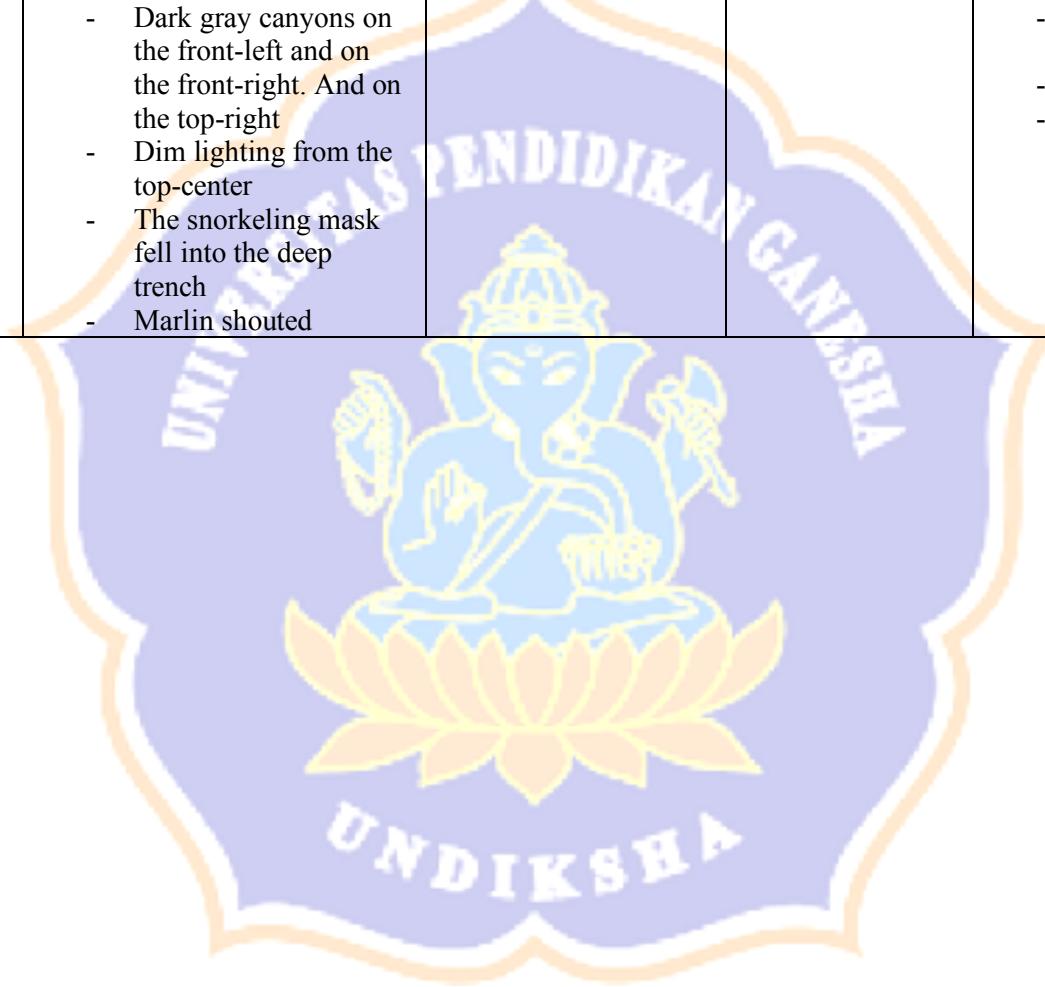 - Dark gray canyons on
the front-left and on
the front-right. And on
the top-right
- Dim lighting from the
top-center
- The snorkeling mask
fell into the deep
trench
- Marlin shouted
-
-
-
UNIVERSITAS PENDIDIKAN GANESHA
UNDIKSHA